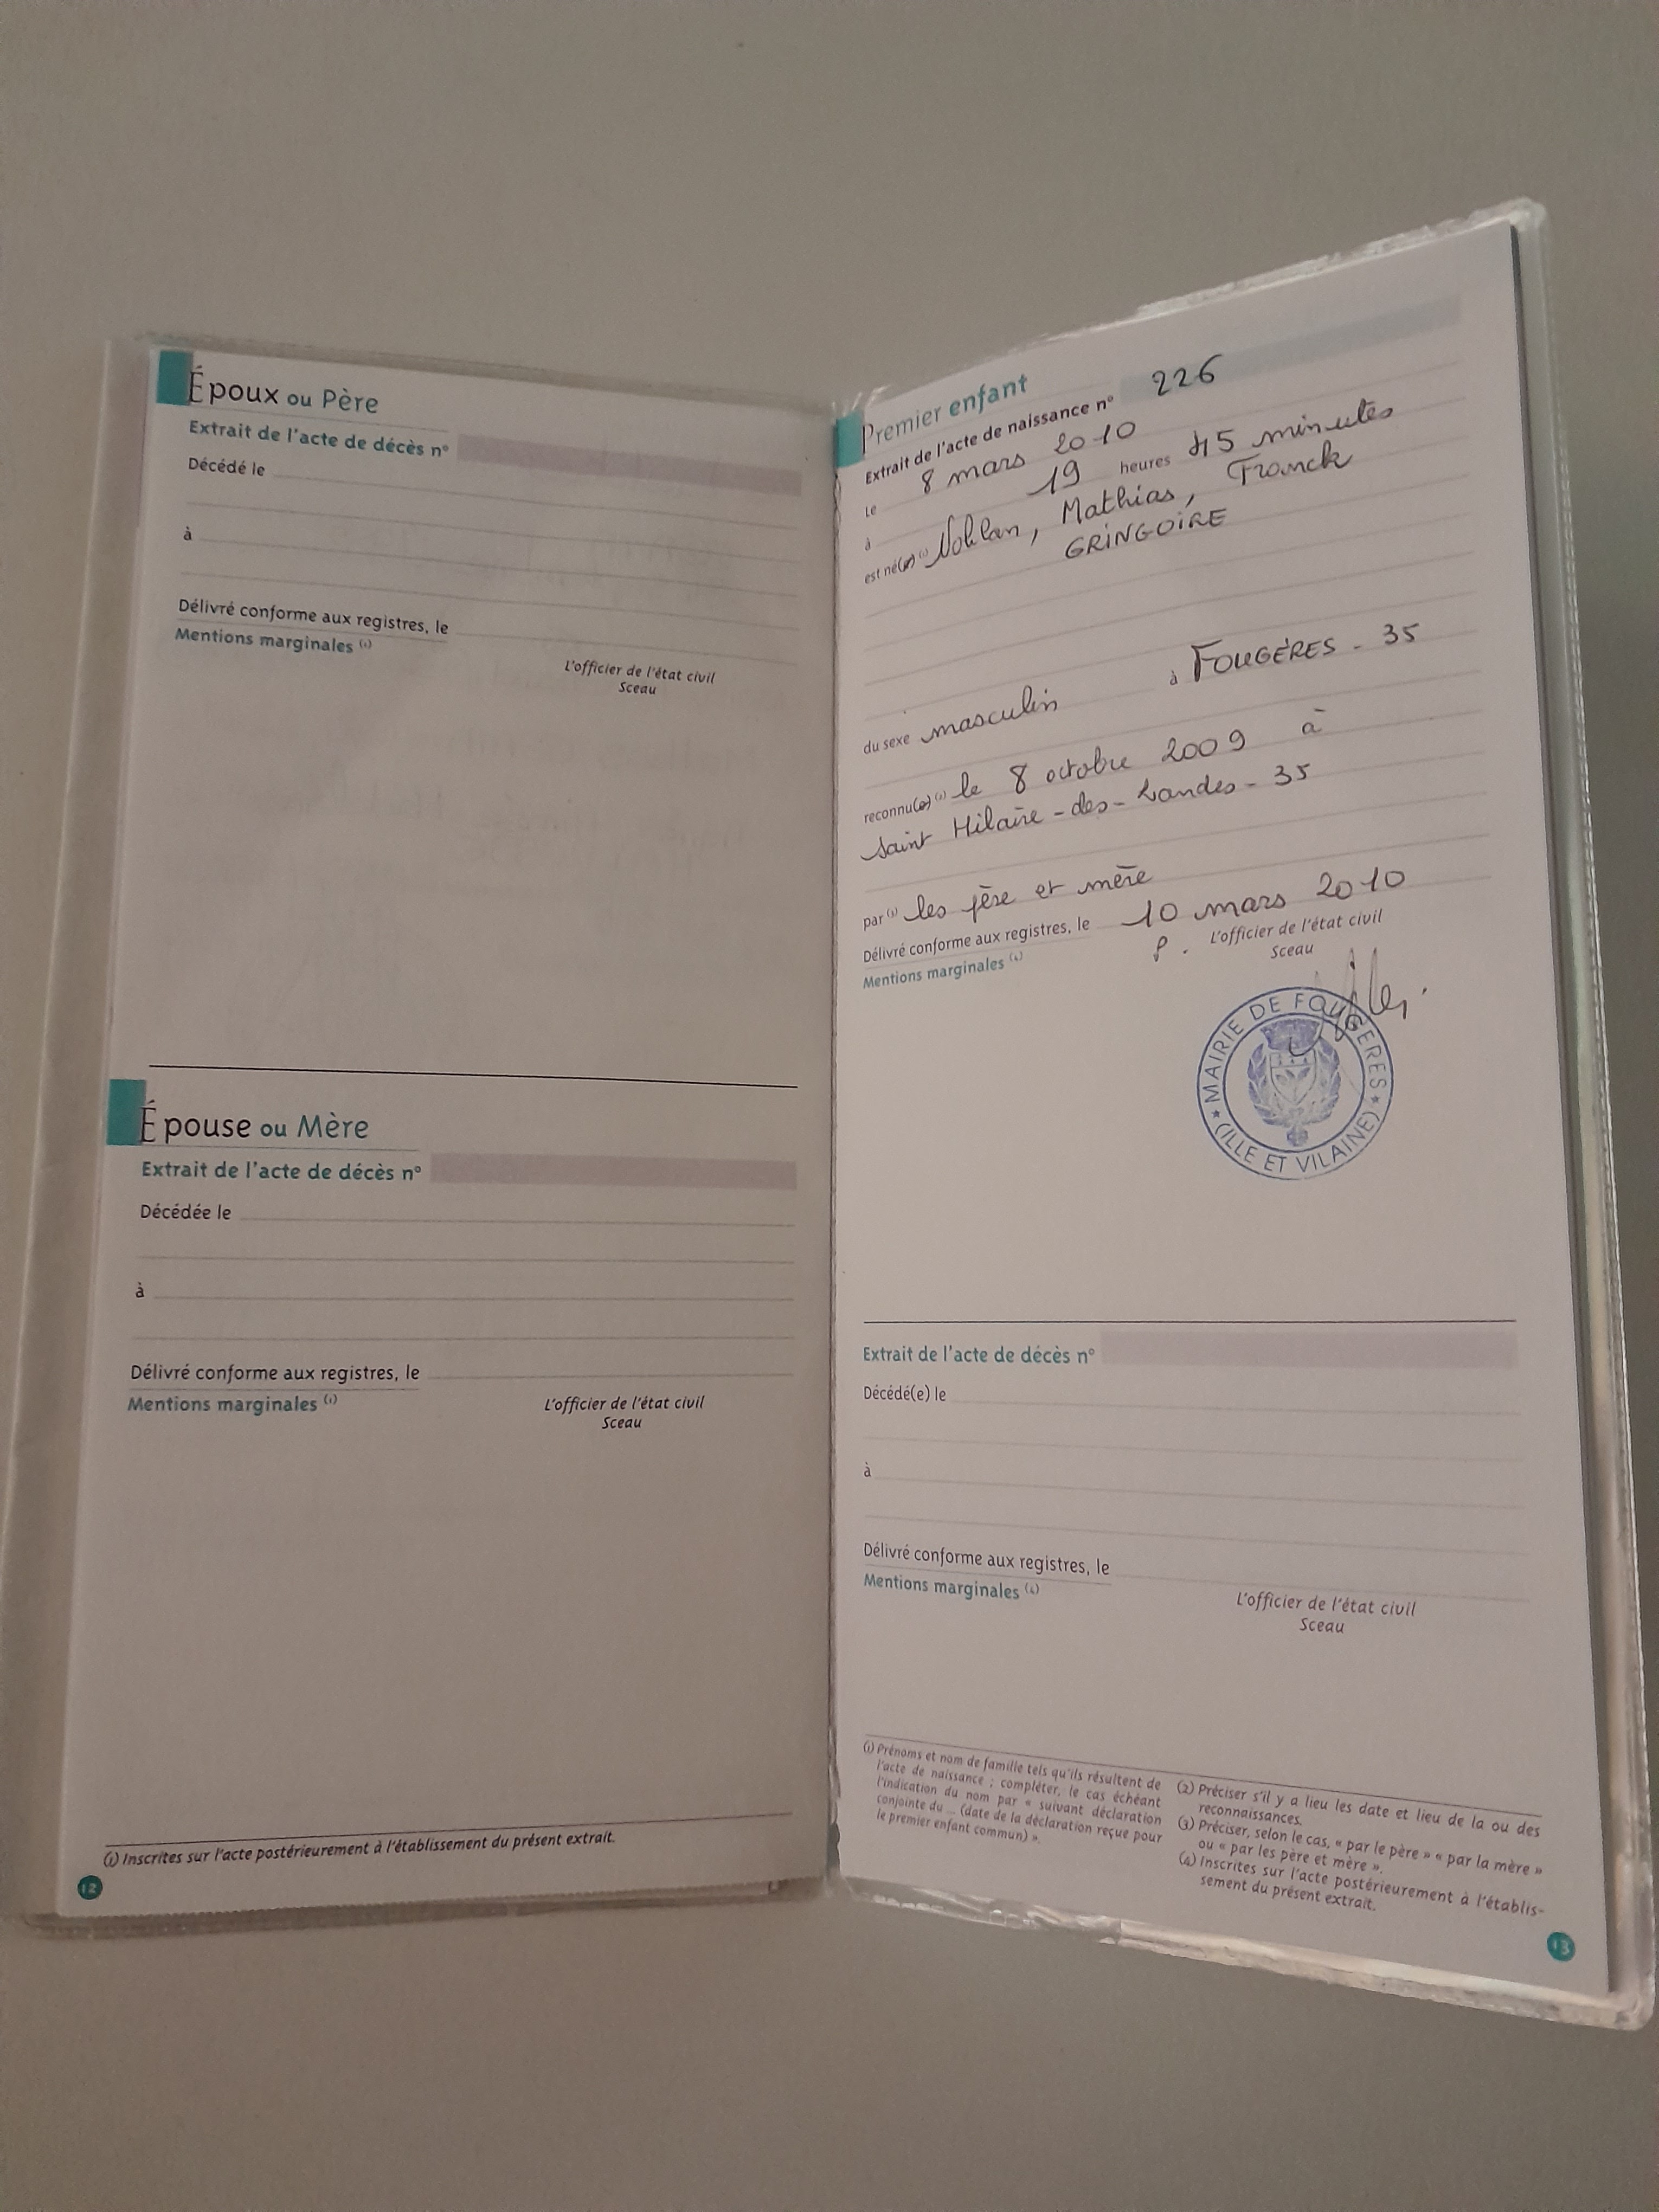 Époux ou Père
Extrait de l'acte de décès n°
Décédé le
à
Délivré conforme aux registres, le
Mentions marginales (1)
L'officier de l'état civil
Sceau
Épouse ou Mère
Extrait de l'acte de décès n°
Décédée le
à
Délivré conforme aux registres, le
Mentions marginales (1)
L'officier de l'état civil
Sceau
(1) Inscrites sur l'acte postérieurement à l'établissement du présent extrait.
12
Premier enfant
Extrait de l'acte de naissance n° 226
Le 8 mars 2010
à 19 heures 45 minutes
est né(e) (1) Nohlan, Mathias, Franck
GRINGOIRE
du sexe masculin à FOUGÈRES - 35
reconnu(e) (2) le 8 octobre 2009 à
Saint Hilaire-des-Landes - 35
par (3) les père et mère
Délivré conforme aux registres, le 10 mars 2010
Mentions marginales (4)
P. L'officier de l'état civil
Sceau
MAIRIE DE FOUGERES
(ILLE ET VILAINE)
Extrait de l'acte de décès n°
Décédé(e) le
à
Délivré conforme aux registres, le
Mentions marginales (4)
L'officier de l'état civil
Sceau
(1) Prénoms et nom de famille tels qu'ils résultent de
l'acte de naissance ; compléter, le cas échéant
l'indication du nom par « suivant déclaration
conjointe du ... (date de la déclaration reçue pour
le premier enfant commun) ».
(2) Préciser s'il y a lieu les date et lieu de la ou des
reconnaissances.
(3) Préciser, selon le cas, « par le père » « par la mère »
ou « par les père et mère ».
(4) Inscrites sur l'acte postérieurement à l'établis-
sement du présent extrait.
13